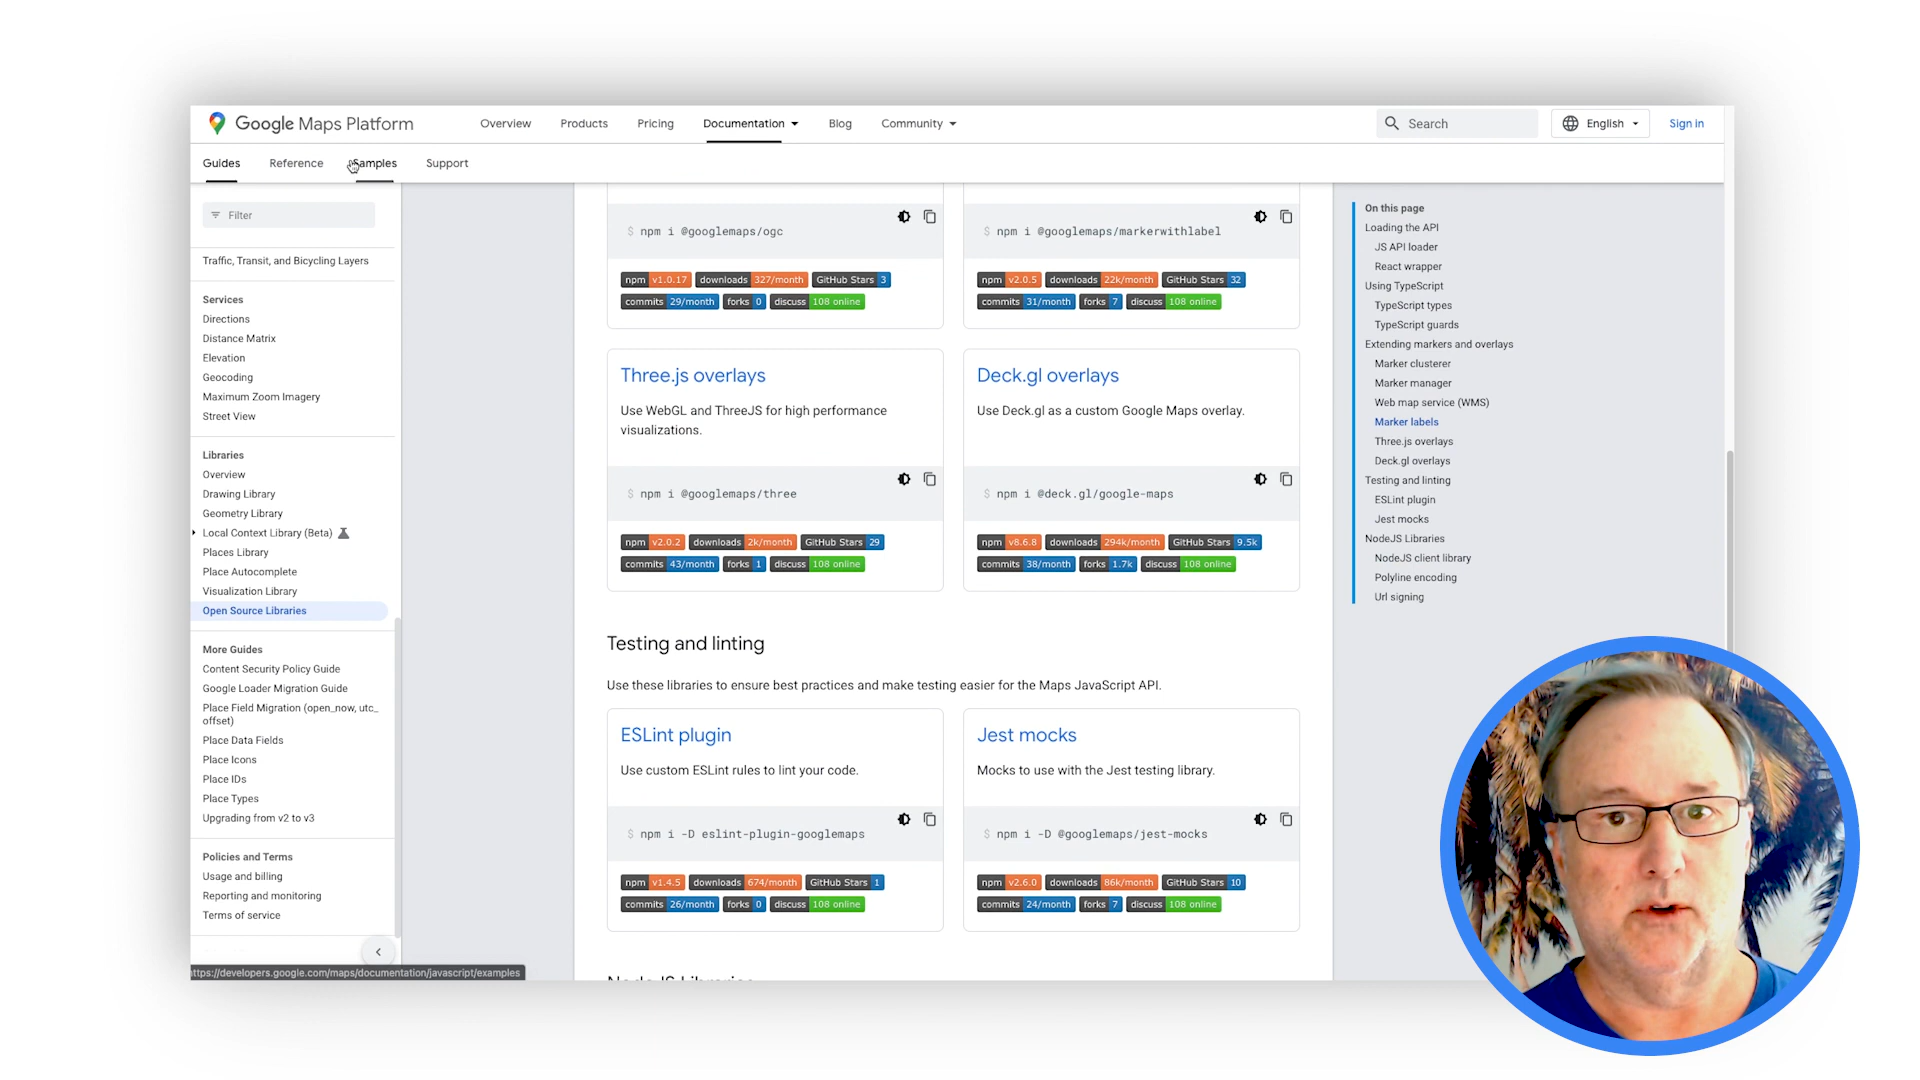 Google Maps Platform
Overview
Products
Pricing
Documentation
Blog
Community
Search
English
Sign in
Guides
Reference
Samples
Support
Filter
Traffic, Transit, and Bicycling Layers
Services
Directions
Distance Matrix
Elevation
Geocoding
Maximum Zoom Imagery
Street View
Libraries
Overview
Drawing Library
Geometry Library
Local Context Library (Beta)
Places Library
Place Autocomplete
Visualization Library
Open Source Libraries
More Guides
Content Security Policy Guide
Google Loader Migration Guide
Place Field Migration (open_now, utc_
offset)
Place Data Fields
Place Icons
Place IDs
Place Types
Upgrading from v2 to v3
Policies and Terms
Usage and billing
Reporting and monitoring
Terms of service
https://developers.google.com/maps/documentation/javascript/examples
$ npm i @googlemaps/ogc
npm v1.0.17 downloads 327/month GitHub Stars 3
commits 29/month forks 0 discuss 108 online
$ npm i @googlemaps/markerwithlabel
npm v2.0.5 downloads 22k/month GitHub Stars 32
commits 31/month forks 7 discuss 108 online
Three.js overlays
Use WebGL and ThreeJS for high performance
visualizations.
$ npm i @googlemaps/three
npm v2.0.2 downloads 2k/month GitHub Stars 29
commits 43/month forks 1 discuss 108 online
Deck.gl overlays
Use Deck.gl as a custom Google Maps overlay.
$ npm i @deck.gl/google-maps
npm v8.6.8 downloads 294k/month GitHub Stars 9.5k
commits 38/month forks 1.7k discuss 108 online
Testing and linting
Use these libraries to ensure best practices and make testing easier for the Maps JavaScript API.
ESLint plugin
Use custom ESLint rules to lint your code.
$ npm i -D eslint-plugin-googlemaps
npm v1.4.5 downloads 674/month GitHub Stars 1
commits 26/month forks 0 discuss 108 online
Jest mocks
Mocks to use with the Jest testing library.
$ npm i -D @googlemaps/jest-mocks
npm v2.6.0 downloads 86k/month GitHub Stars 10
commits 24/month forks 7 discuss 108 online
NodeJS Libraries
On this page
Loading the API
JS API loader
React wrapper
Using TypeScript
TypeScript types
TypeScript guards
Extending markers and overlays
Marker clusterer
Marker manager
Web map service (WMS)
Marker labels
Three.js overlays
Deck.gl overlays
Testing and linting
ESLint plugin
Jest mocks
NodeJS Libraries
NodeJS client library
Polyline encoding
Url signing